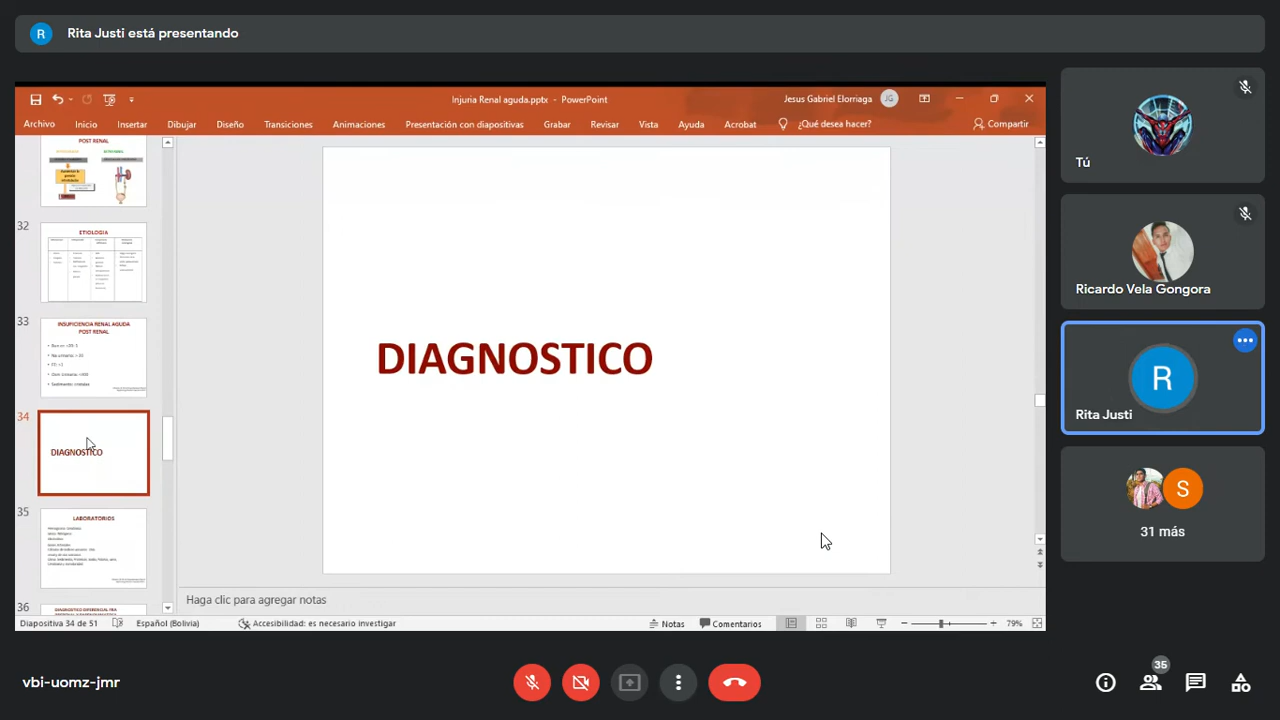 R
Rita Justi está presentando
Injuria Renal aguda.pptx - PowerPoint
Jesus Gabriel Elorriaga
JG
Archivo
Inicio
Insertar
Dibujar
Diseño
Transiciones
Animaciones
Presentación con diapositivas
Grabar
Revisar
Vista
Ayuda
Acrobat
¿Qué desea hacer?
Compartir
POST RENAL
32
ETIOLOGIA
33
INSUFICIENCIA RENAL AGUDA
POST RENAL
34
DIAGNOSTICO
35
LABORATORIOS
36
DIAGNOSTICO DIFERENCIAL IRA
DIAGNOSTICO
Haga clic para agregar notas
Diapositiva 34 de 51
Español (Bolivia)
Accesibilidad: es necesario investigar
Notas
Comentarios
79%
Tú
Ricardo Vela Gongora
R
Rita Justi
S
31 más
vbi-uomz-jmr
35